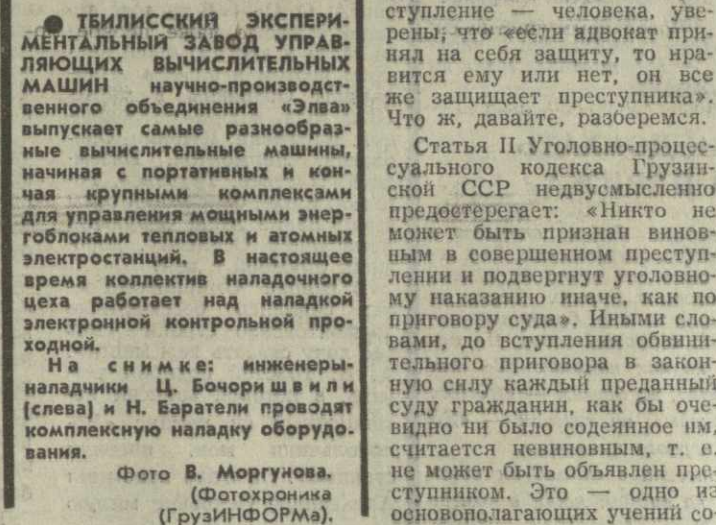 ● ТБИЛИССКИЙ ЭКСПЕРИ-
МЕНТАЛЬНЫЙ ЗАВОД УПРАВ-
ЛЯЮЩИХ ВЫЧИСЛИТЕЛЬНЫХ
МАШИН научно-производст-
венного объединения «Элва»
выпускает самые разнообраз-
ные вычислительные машины,
начиная с портативных и кон-
чая крупными комплексами
для управления мощными энер-
гоблоками тепловых и атомных
электростанций. В настоящее
время коллектив наладочного
цеха работает над наладкой
электронной контрольной про-
ходной.
На снимке: инженеры-
наладчики Ц. Бочоришвили
(слева) и Н. Баратели проводят
комплексную наладку оборудо-
вания.
Фото В. Моргунова.
(Фотохроника
(ГрузИНФОРМа).
ступление — человека, уве-
рены, что «если адвокат при-
нял на себя защиту, то нра-
вится ему или нет, он все
же защищает преступника».
Что ж, давайте, разберемся.
Статья II Уголовно-процес-
суального кодекса Грузин-
ской ССР недвусмысленно
предостерегает: «Никто не
может быть признан винов-
ным в совершенном преступ-
лении и подвергнут уголовно-
му наказанию иначе, как по
приговору суда». Иными сло-
вами, до вступления обвини-
тельного приговора в закон-
ную силу каждый преданный
суду гражданин, как бы оче-
видно ни было содеянное им,
считается невиновным, т. е.
не может быть объявлен пре-
ступником. Это — одно из
основополагающих учений со-